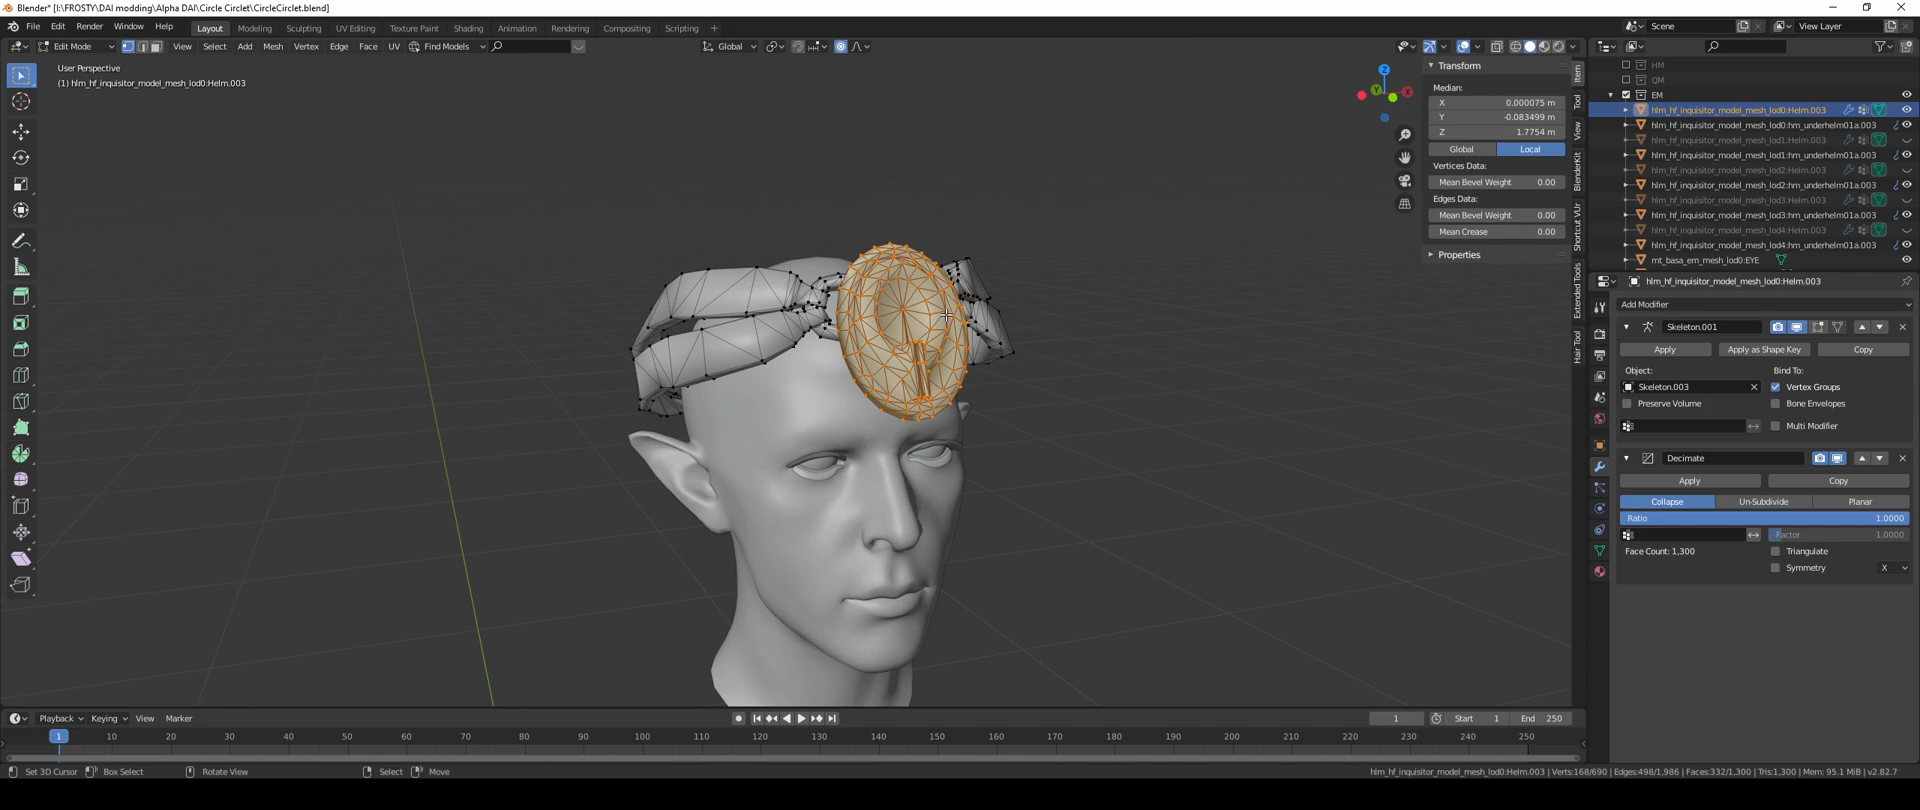 Blender* [I:\FROSTY\DAI modding\Alpha DAI\Circle Circlet\CircleCirclet.blend]
File Edit Render Window Help Layout Modeling Sculpting UV Editing Texture Paint Shading Animation Rendering Compositing Scripting + Scene View Layer
Edit Mode View Select Add Mesh Vertex Edge Face UV Find Models Global
User Perspective
(1) hlm_hf_inquisitor_model_mesh_lod0:Helm.003
Z
Y
X
Transform
Median:
X 0.000075 m
Y -0.083499 m
Z 1.7754 m
Global Local
Vertices Data:
Mean Bevel Weight 0.00
Edges Data:
Mean Bevel Weight 0.00
Mean Crease 0.00
Properties
Item
Tool
View
BlenderKit
Shortcut VUr
Extended Tools
Hair Tool
HM
QM
EM
hlm_hf_inquisitor_model_mesh_lod0:Helm.003
hlm_hf_inquisitor_model_mesh_lod0:hm_underhelm01a.003
hlm_hf_inquisitor_model_mesh_lod1:Helm.003
hlm_hf_inquisitor_model_mesh_lod1:hm_underhelm01a.003
hlm_hf_inquisitor_model_mesh_lod2:Helm.003
hlm_hf_inquisitor_model_mesh_lod2:hm_underhelm01a.003
hlm_hf_inquisitor_model_mesh_lod3:Helm.003
hlm_hf_inquisitor_model_mesh_lod3:hm_underhelm01a.003
hlm_hf_inquisitor_model_mesh_lod4:Helm.003
hlm_hf_inquisitor_model_mesh_lod4:hm_underhelm01a.003
mt_basa_em_mesh_lod0:EYE
hlm_hf_inquisitor_model_mesh_lod0:Helm.003
Add Modifier
Skeleton.001
Apply Apply as Shape Key Copy
Object: Bind To:
Skeleton.003 Vertex Groups
Preserve Volume Bone Envelopes
Multi Modifier
Decimate
Apply Copy
Collapse Un-Subdivide Planar
Ratio 1.0000
Factor 1.0000
Face Count: 1,300 Triangulate
Symmetry X
Playback Keying View Marker 1 Start 1 End 250
1 10 20 30 40 50 60 70 80 90 100 110 120 130 140 150 160 170 180 190 200 210 220 230 240 250
Set 3D Cursor Box Select Rotate View Select Move hlm_hf_inquisitor_model_mesh_lod0:Helm.003 | Verts:168/690 | Edges:498/1,986 | Faces:332/1,300 | Tris:1,300 | Mem: 95.1 MiB | v2.82.7